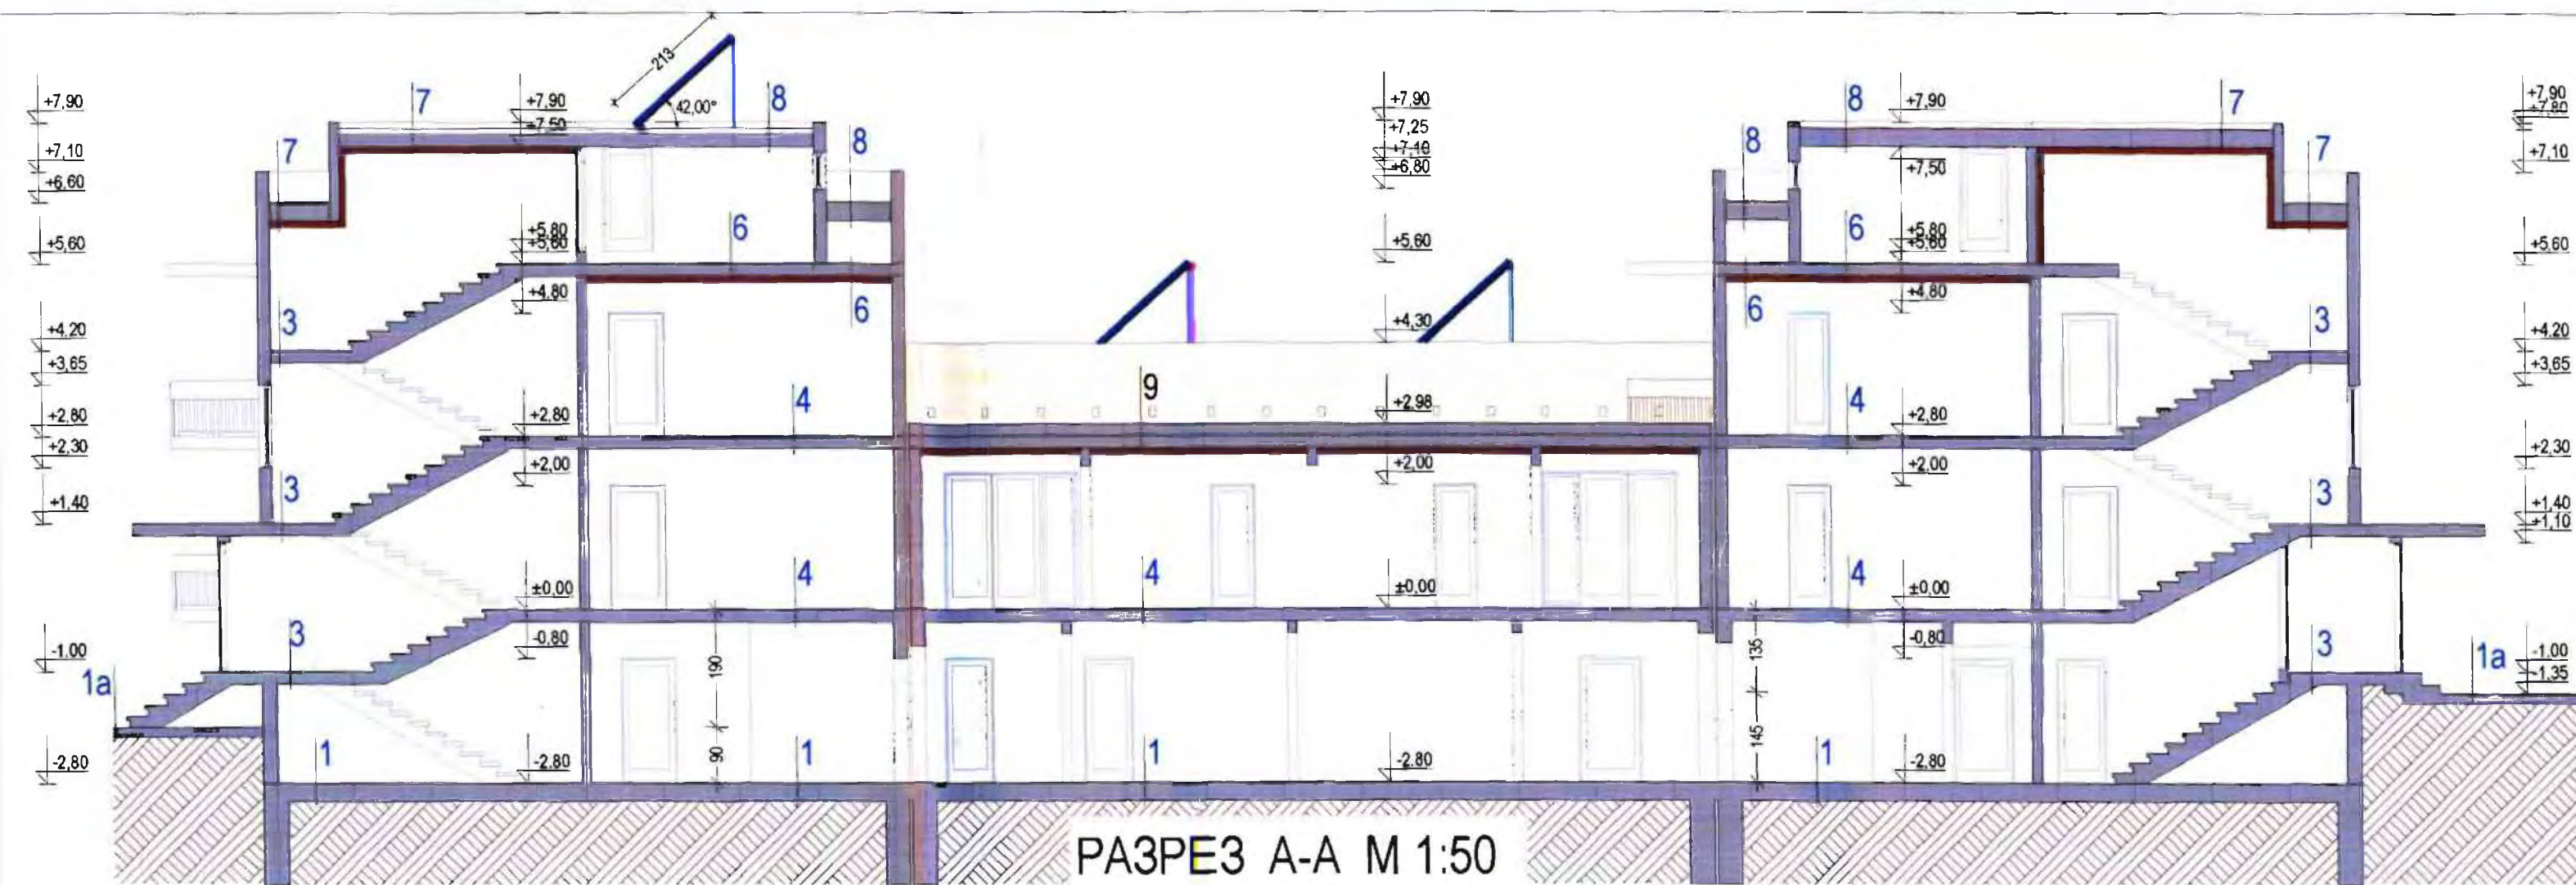 213
+7,90 7 +7,90 42,00° 8 +7,90 8 +7,90 7 +7,90
+7,80
+7,50 +7,25
7 8 8 7
+7,10 +7,10 +7,50 +7,10
+6,60 +6,80
6 6
+5,60 +5,80 +5,60 +5,80 +5,60
+5,60 +5,60
+4,80 +4,80
3 6 +4,30 6 3
+4,20 +4,20
+3,65 +3,65
9
4 +2,98 4
+2,80 +2,80 +2,80
+2,30 +2,00 +2,00 +2,00 +2,30
3 3
+1,40 +1,40
+1,10
4 4 4
±0,00 ±0,00 ±0,00
3 -0,80 -0,80 3
-1.00 190 135 -1.00
1a 1a -1,35
1 1 1 1
-2,80 -2.80 90 -2.80 145 -2.80
РАЗРЕЗ А-А М 1:50